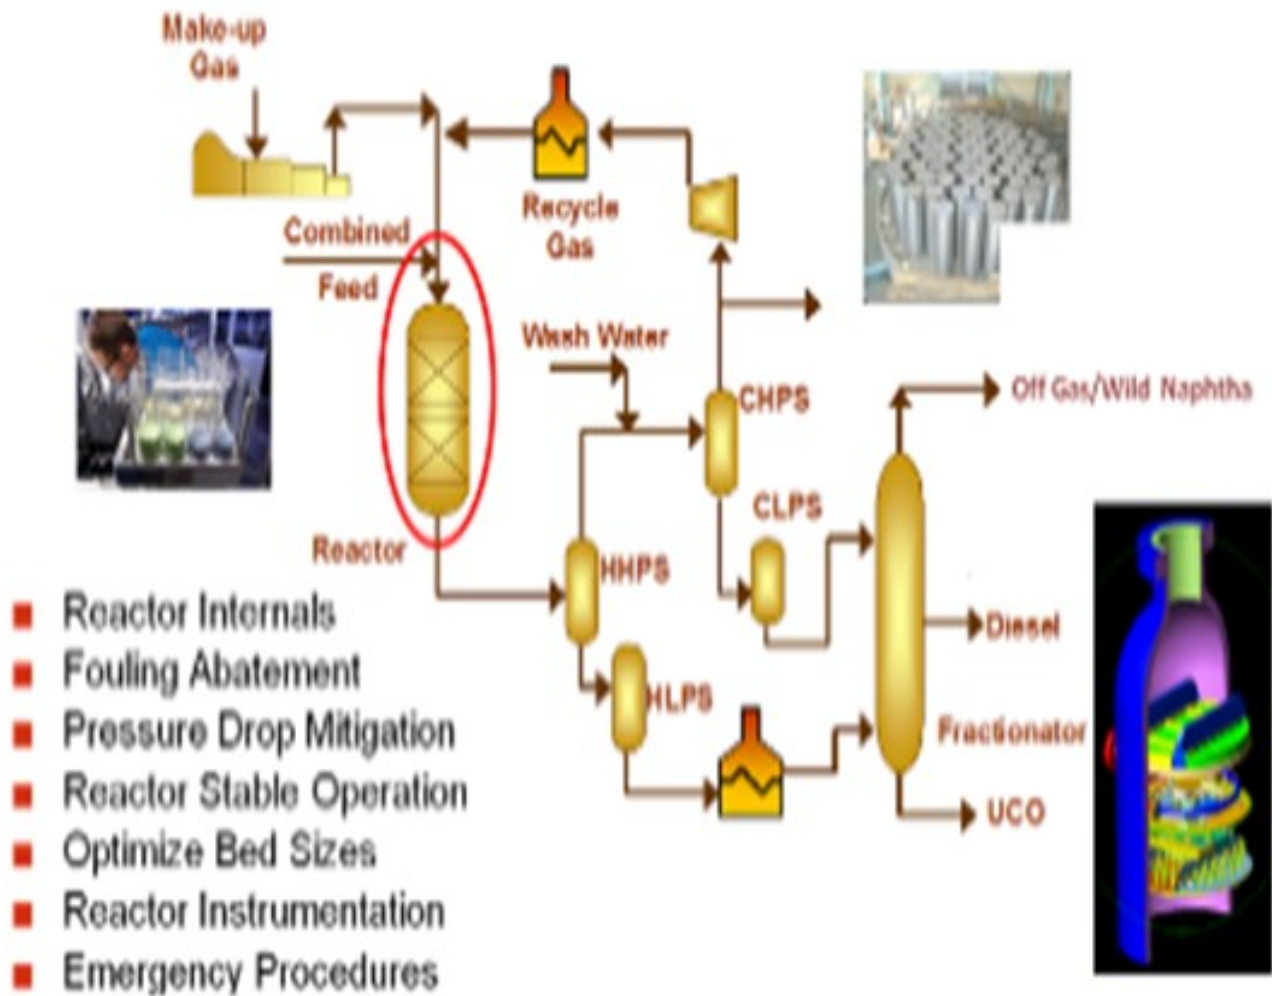 Make-up
Gas
Recycle
Gas
Combined
Feed
Wash Water
CHPS
Off Gas/Wild Naphtha
CLPS
Reactor
HHPS
Diesel
HLPS
Fractionator
UCO
Reactor Internals
Fouling Abatement
Pressure Drop Mitigation
Reactor Stable Operation
Optimize Bed Sizes
Reactor Instrumentation
Emergency Procedures